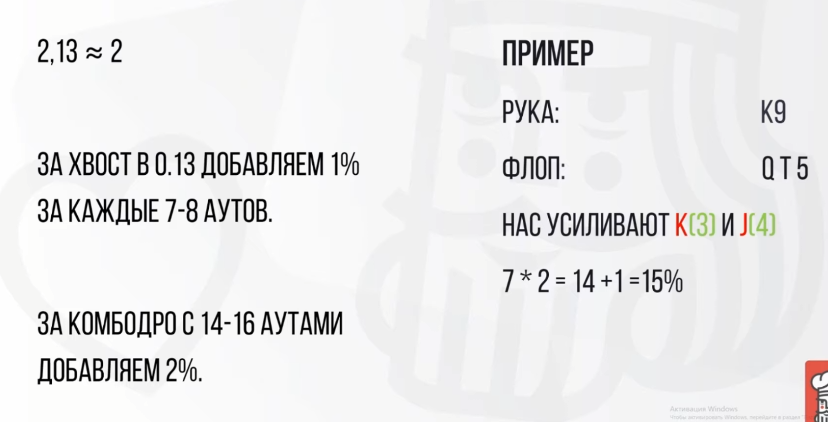 2,13 ≈ 2
ЗА ХВОСТ В 0.13 ДОБАВЛЯЕМ 1%
ЗА КАЖДЫЕ 7-8 АУТОВ.
ЗА КОМБОДРО С 14-16 АУТАМИ
ДОБАВЛЯЕМ 2%.
ПРИМЕР
РУКА: K9
ФЛОП: Q T 5
НАС УСИЛИВАЮТ K(3) И J(4)
7 * 2 = 14 +1 =15%
Активация Windows
Чтобы активировать Windows, перейдите в раздел